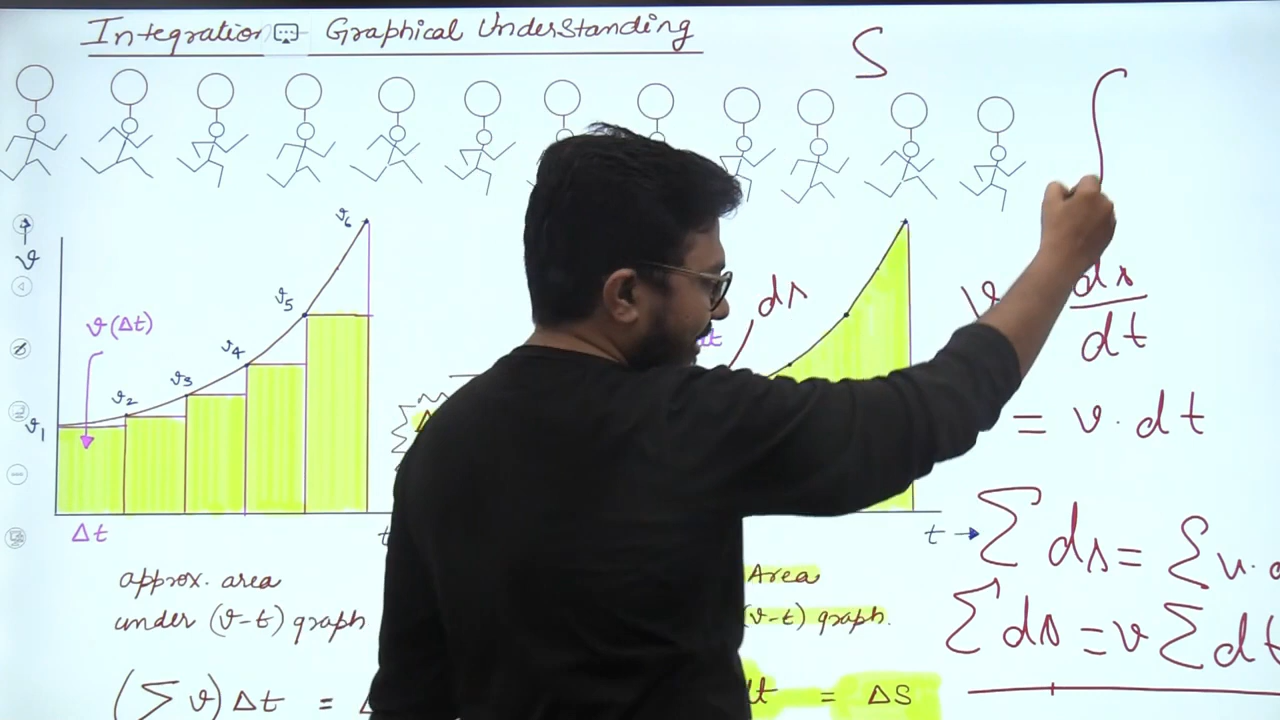 Integration Graphical Understanding
S
∫
v
v(Δt)
v₁
v₂
v₃
v₄
v₅
v₆
Δt
ds
dt
v ds/dt
= v·dt
t →
∑ ds = ∑ v·d
∑ ds = v ∑ dt
approx. area
under (v-t) graph
Area
(v-t) graph.
(∑ v) Δt =
dt = ΔS